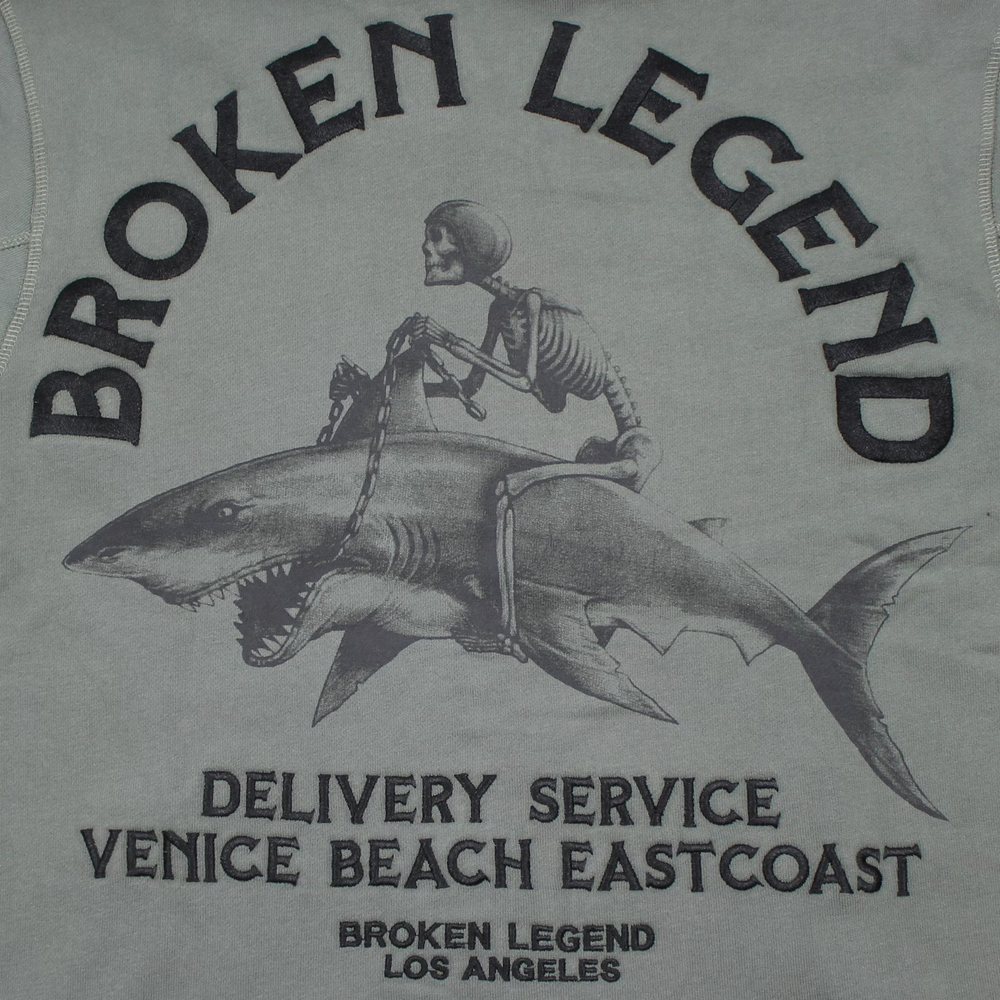 BROKEN LEGEND
DELIVERY SERVICE
VENICE BEACH EASTCOAST
BROKEN LEGEND
LOS ANGELES